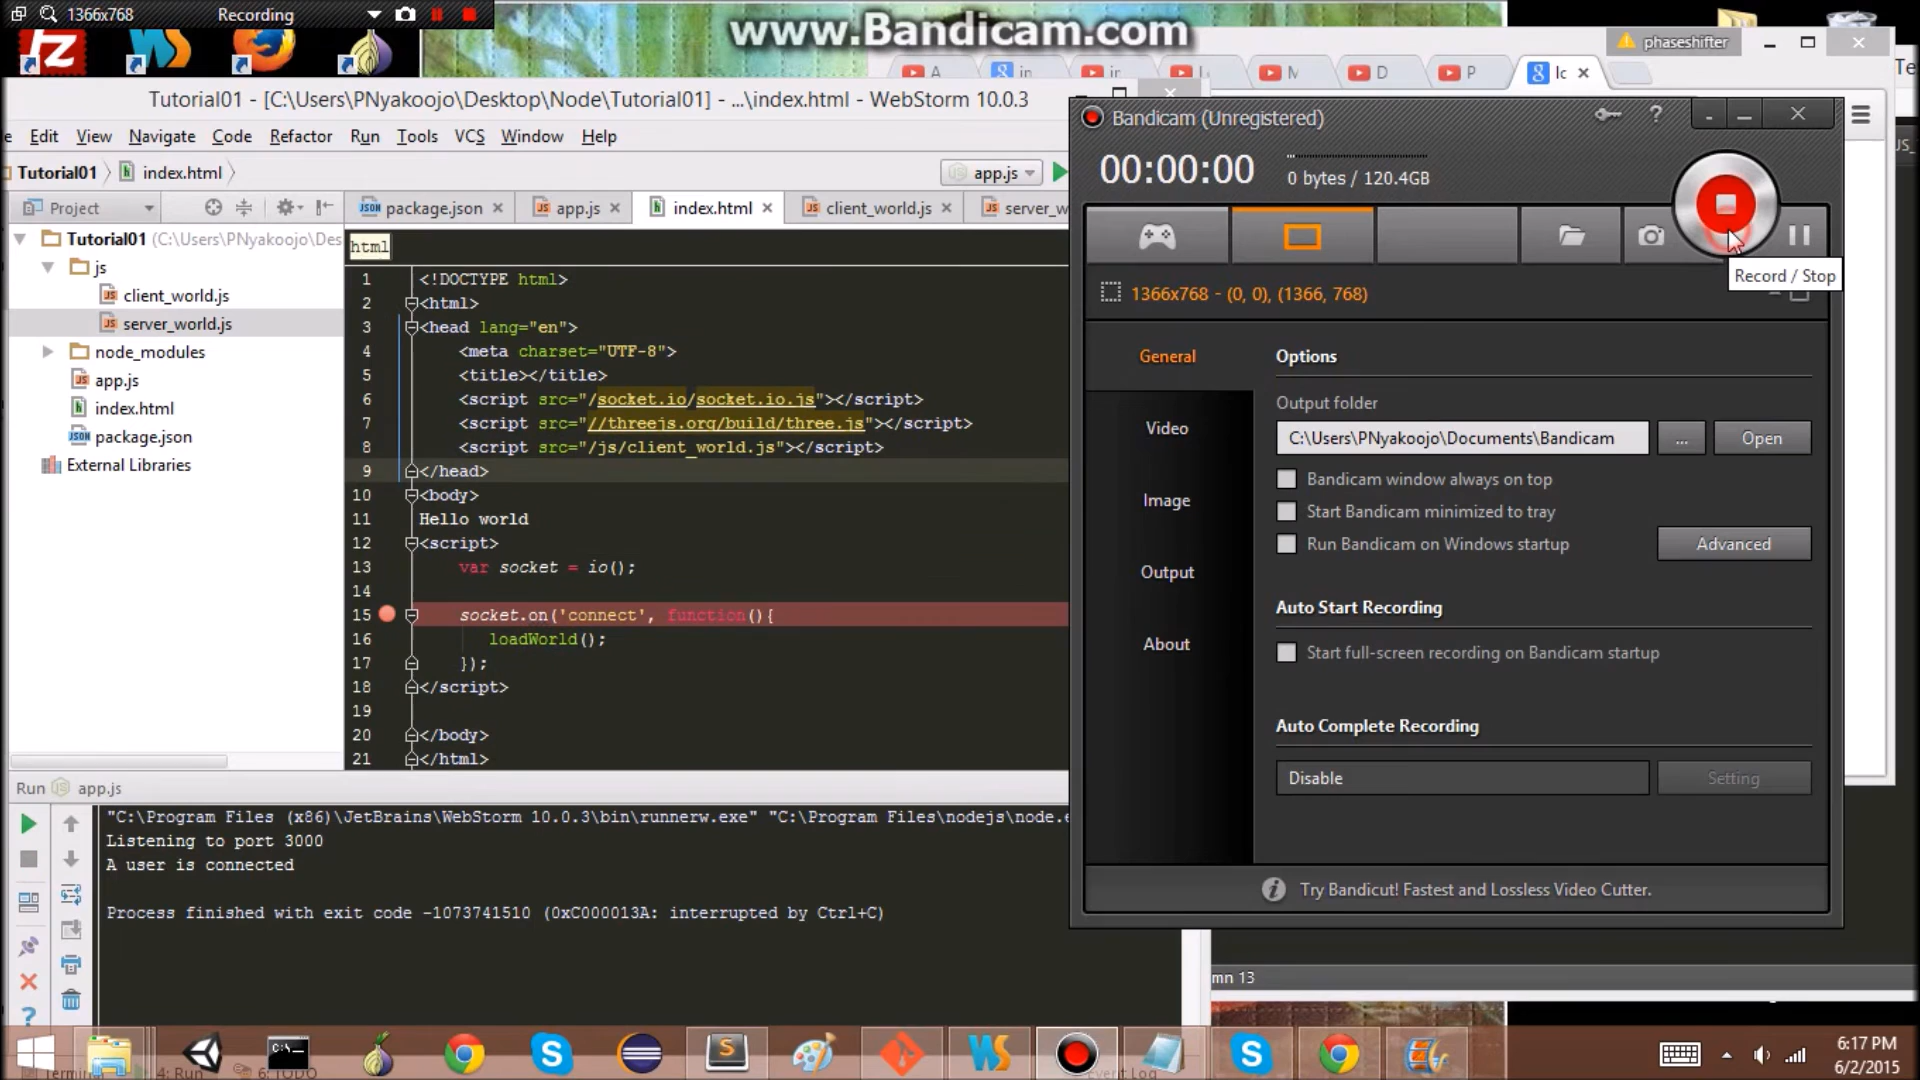 1366x768
Recording
www.Bandicam.com
phaseshifter
Te
A
in
in
M
D
P
lc
Tutorial01 - [C:\Users\PNyakoojo\Desktop\Node\Tutorial01] - ...\index.html - WebStorm 10.0.3
e Edit View Navigate Code Refactor Run Tools VCS Window Help
Tutorial01 index.html
app.js
Project
package.json app.js index.html client_world.js server_w
Tutorial01 (C:\Users\PNyakoojo\Des
js
client_world.js
server_world.js
node_modules
app.js
index.html
package.json
External Libraries
html
1 <!DOCTYPE html>
2 <html>
3 <head lang="en">
4 <meta charset="UTF-8">
5 <title></title>
6 <script src="/socket.io/socket.io.js"></script>
7 <script src="//threejs.org/build/three.js"></script>
8 <script src="/js/client_world.js"></script>
9 </head>
10 <body>
11 Hello world
12 <script>
13 var socket = io();
14
15 socket.on('connect', function(){
16 loadWorld();
17 });
18 </script>
19
20 </body>
21 </html>
Run app.js
"C:\Program Files (x86)\JetBrains\WebStorm 10.0.3\bin\runnerw.exe" "C:\Program Files\nodejs\node.e
Listening to port 3000
A user is connected
Process finished with exit code -1073741510 (0xC000013A: interrupted by Ctrl+C)
Bandicam (Unregistered)
00:00:00
0 bytes / 120.4GB
Record / Stop
1366x768 - (0, 0), (1366, 768)
General
Video
Image
Output
About
Options
Output folder
C:\Users\PNyakoojo\Documents\Bandicam
...
Open
Bandicam window always on top
Start Bandicam minimized to tray
Run Bandicam on Windows startup
Advanced
Auto Start Recording
Start full-screen recording on Bandicam startup
Auto Complete Recording
Disable
Setting
Try Bandicut! Fastest and Lossless Video Cutter.
mn 13
Terminal 4: Run 6: TODO
Event Log
6:17 PM
6/2/2015